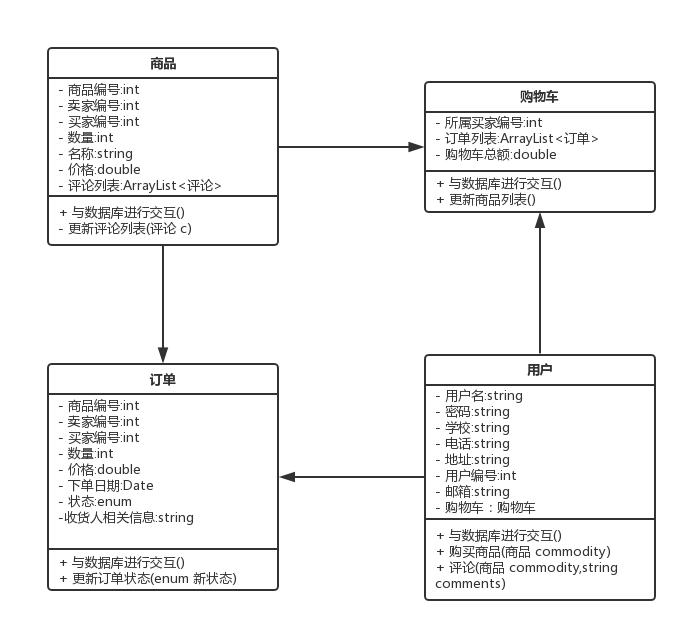 商品
- 商品编号:int
- 卖家编号:int
- 买家编号:int
- 数量:int
- 名称:string
- 价格:double
- 评论列表:ArrayList<评论>
+ 与数据库进行交互()
- 更新评论列表(评论 c)
购物车
- 所属买家编号:int
- 订单列表:ArrayList<订单>
- 购物车总额:double
+ 与数据库进行交互()
+ 更新商品列表()
订单
- 商品编号:int
- 卖家编号:int
- 买家编号:int
- 数量:int
- 价格:double
- 下单日期:Date
- 状态:enum
-收货人相关信息:string
+ 与数据库进行交互()
+ 更新订单状态(enum 新状态)
用户
- 用户名:string
- 密码:string
- 学校:string
- 电话:string
- 地址:string
- 用户编号:int
- 邮箱:string
- 购物车：购物车
+ 与数据库进行交互()
+ 购买商品(商品 commodity)
+ 评论(商品 commodity,string
comments)